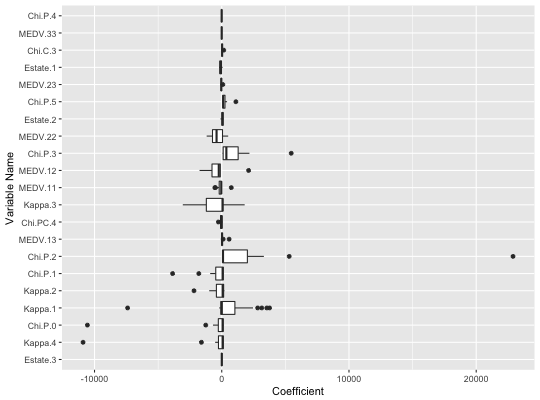 Chi.P.4
MEDV.33
Chi.C.3
Estate.1
MEDV.23
Chi.P.5
Estate.2
MEDV.22
Chi.P.3
MEDV.12
MEDV.11
Kappa.3
Chi.PC.4
MEDV.13
Chi.P.2
Chi.P.1
Kappa.2
Kappa.1
Chi.P.0
Kappa.4
Estate.3
Variable Name
-10000 0 10000 20000
Coefficient